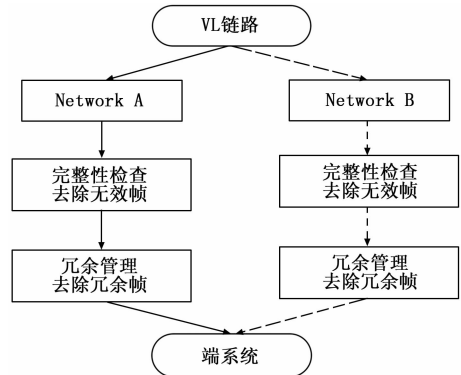 VL链路
Network A
Network B
完整性检查
去除无效帧
完整性检查
去除无效帧
冗余管理
去除冗余帧
冗余管理
去除冗余帧
端系统